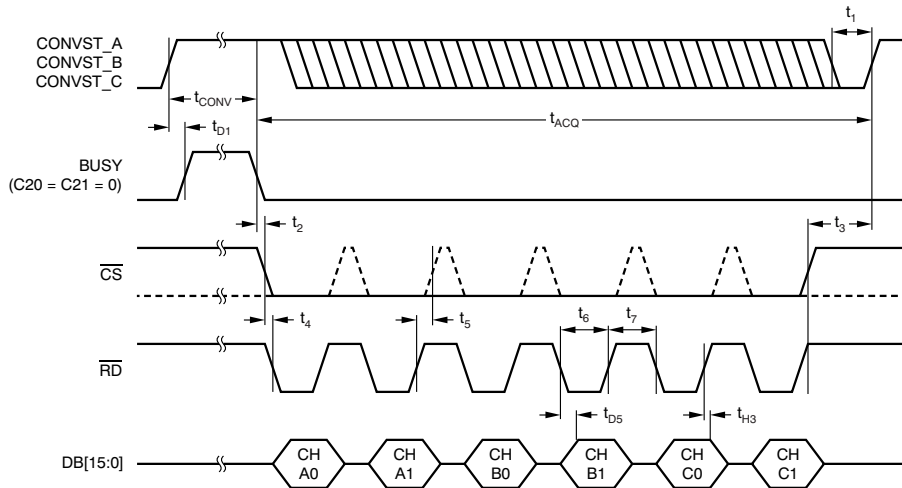 t1
CONVST_A
CONVST_B
CONVST_C
tCONV
tACQ
tD1
BUSY
(C20 = C21 = 0)
t2
t3
CS
t4
t5
t6
t7
RD
tD5
tH3
DB[15:0]
CH A0
CH A1
CH B0
CH B1
CH C0
CH C1